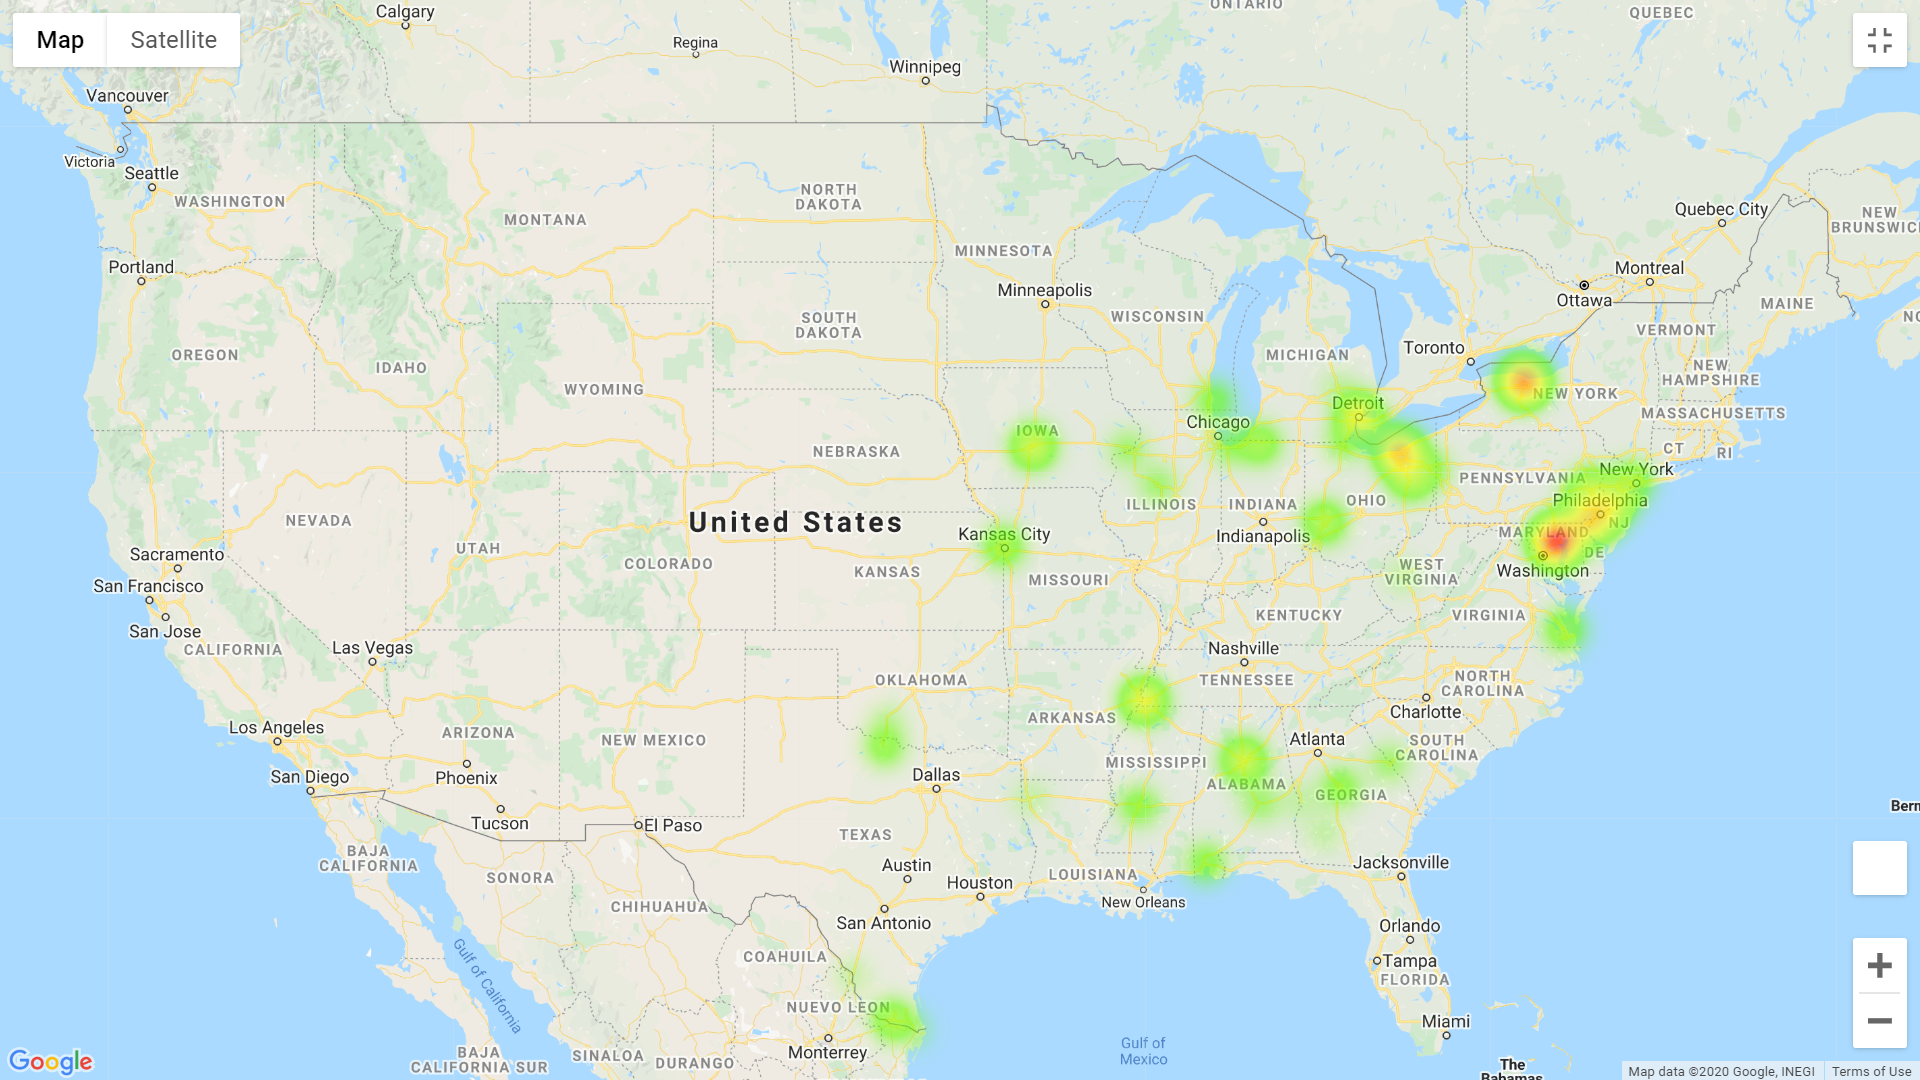 Map
Satellite
Calgary
Regina
Winnipeg
ONTARIO
QUEBEC
Vancouver
Victoria
Seattle
WASHINGTON
MONTANA
NORTH
DAKOTA
MINNESOTA
Quebec City
NEW
BRUNSWIC
Portland
Minneapolis
Montreal
Ottawa
MAINE
SOUTH
DAKOTA
WISCONSIN
VERMONT
NO
OREGON
IDAHO
WYOMING
MICHIGAN
Toronto
NEW
HAMPSHIRE
NEW YORK
Detroit
MASSACHUSETTS
Chicago
IOWA
NEBRASKA
CT
RI
New York
PENNSYLVANIA
Philadelphia
ILLINOIS
INDIANA
OHIO
NJ
NEVADA
United States
Indianapolis
MARYLAND
DE
Washington
Sacramento
UTAH
COLORADO
Kansas City
KANSAS
MISSOURI
WEST
VIRGINIA
San Francisco
San Jose
KENTUCKY
VIRGINIA
CALIFORNIA
Las Vegas
Nashville
TENNESSEE
OKLAHOMA
NORTH
CAROLINA
Charlotte
Los Angeles
ARIZONA
NEW MEXICO
ARKANSAS
Atlanta
SOUTH
CAROLINA
San Diego
Phoenix
Dallas
MISSISSIPPI
ALABAMA
GEORGIA
Tucson
El Paso
TEXAS
Bern
BAJA
CALIFORNIA
SONORA
Austin
Houston
LOUISIANA
Jacksonville
CHIHUAHUA
San Antonio
New Orleans
Orlando
COAHUILA
Tampa
FLORIDA
Gulf of California
NUEVO LEON
Miami
Monterrey
Gulf of
Mexico
BAJA
CALIFORNIA SUR
SINALOA
DURANGO
The
Bahamas
Google
Map data ©2020 Google, INEGI
Terms of Use